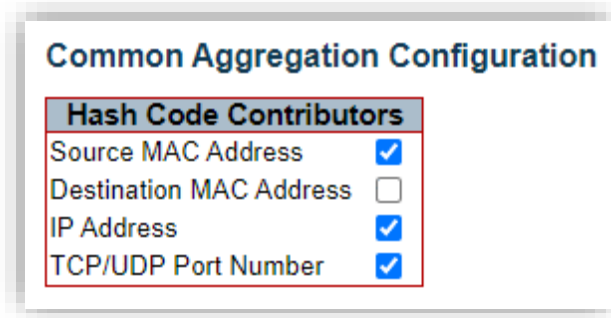 Common Aggregation Configuration
Hash Code Contributors
Source MAC Address
Destination MAC Address
IP Address
TCP/UDP Port Number